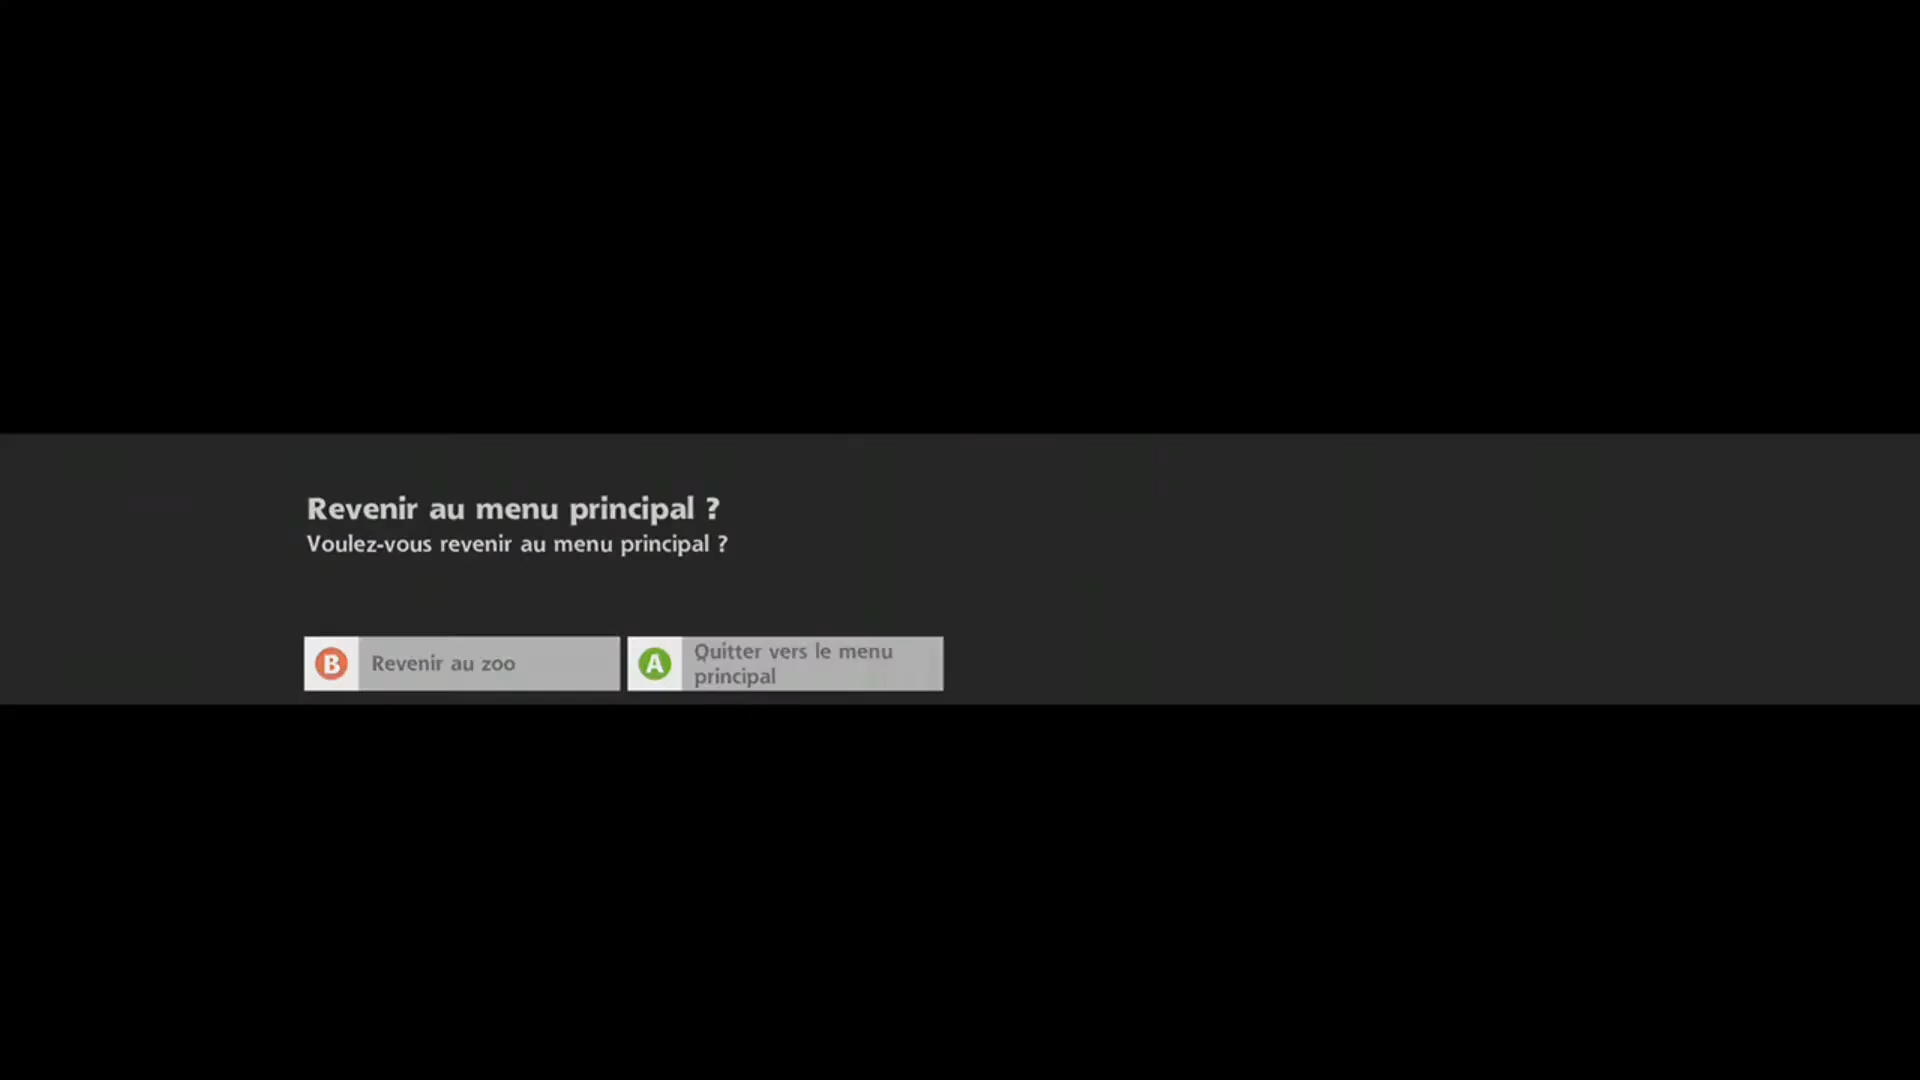 Revenir au menu principal ?
Voulez-vous revenir au menu principal ?
B Revenir au zoo
A Quitter vers le menu
principal